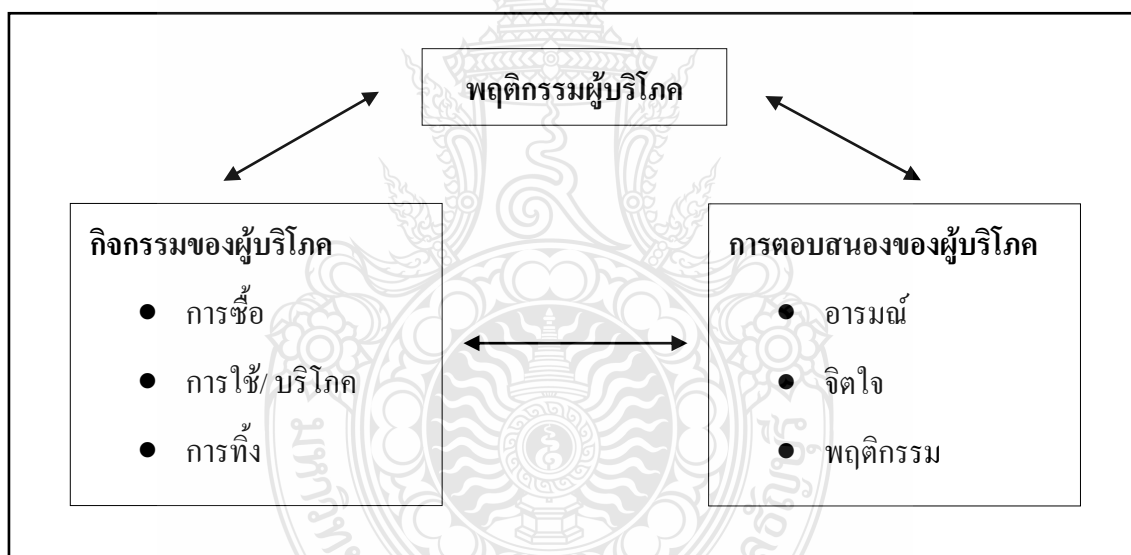 พฤติกรรมผู้บริโภค
กิจกรรมของผู้บริโภค
● การซื้อ
● การใช้/ บริโภค
● การทิ้ง
การตอบสนองของผู้บริโภค
● อารมณ์
● จิตใจ
● พฤติกรรม